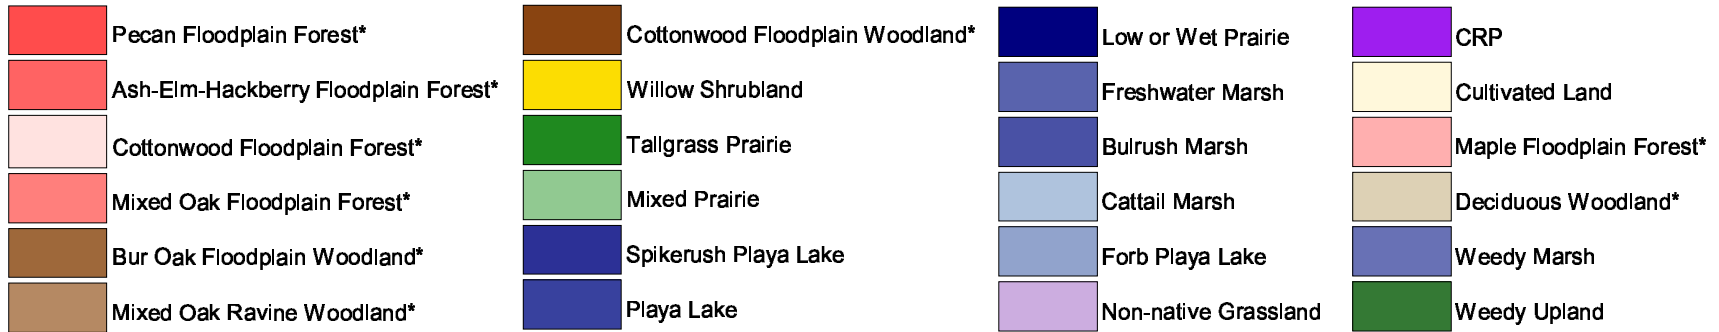 Pecan Floodplain Forest*
Ash-Elm-Hackberry Floodplain Forest*
Cottonwood Floodplain Forest*
Mixed Oak Floodplain Forest*
Bur Oak Floodplain Woodland*
Mixed Oak Ravine Woodland*
Cottonwood Floodplain Woodland*
Willow Shrubland
Tallgrass Prairie
Mixed Prairie
Spikerush Playa Lake
Playa Lake
Low or Wet Prairie
Freshwater Marsh
Bulrush Marsh
Cattail Marsh
Forb Playa Lake
Non-native Grassland
CRP
Cultivated Land
Maple Floodplain Forest*
Deciduous Woodland*
Weedy Marsh
Weedy Upland